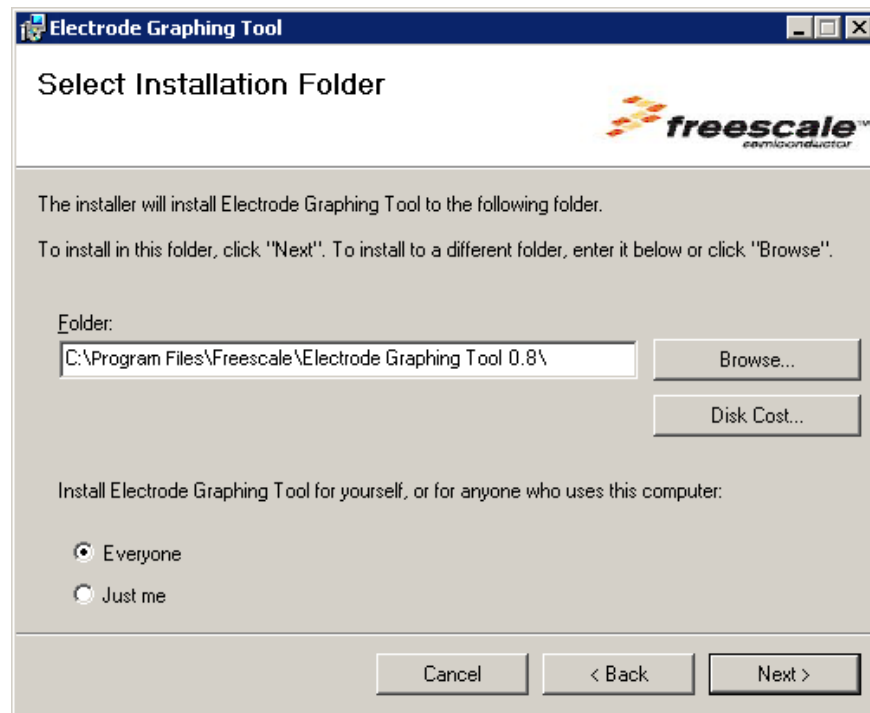 Electrode Graphing Tool
Select Installation Folder
freescale™
semiconductor
The installer will install Electrode Graphing Tool to the following folder.
To install in this folder, click "Next". To install to a different folder, enter it below or click "Browse".
Folder:
C:\Program Files\Freescale\Electrode Graphing Tool 0.8\
Browse...
Disk Cost...
Install Electrode Graphing Tool for yourself, or for anyone who uses this computer:
Everyone
Just me
Cancel
< Back
Next >